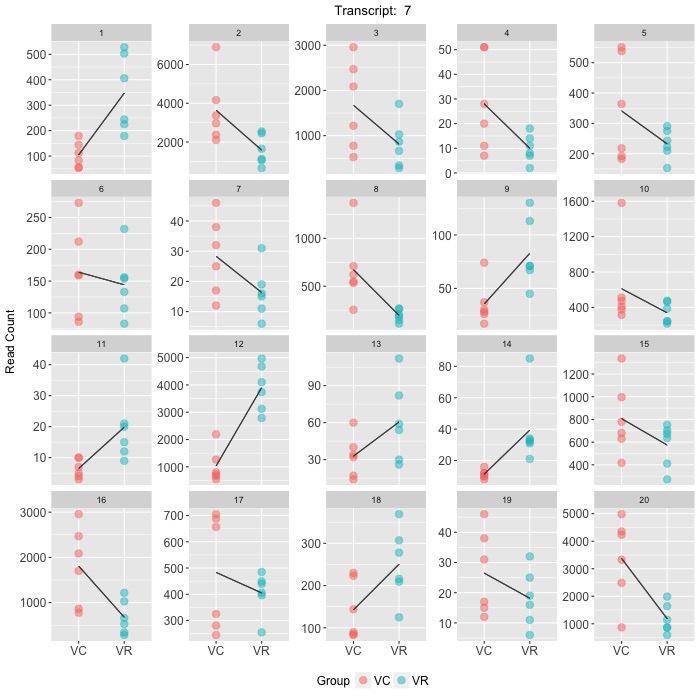 Transcript: 7
1 2 3 4 5
500 400 300 200 100
6000 4000 2000
3000 1000
50 40 30 20 10 0
500 400 300 200
6 7 8 9 10
250 200 150 100
40 30 20 10
1000 500
100 50
1600 1200 800 400
Read Count
11 12 13 14 15
40 30 20 10
5000 4000 3000 2000 1000
90 60 30
80 60 40 20
1200 1000 800 600 400
16 17 18 19 20
3000 2000 1000
700 600 500 400 300
300 200 100
40 30 20 10
5000 4000 3000 2000 1000
VC VR VC VR VC VR VC VR VC VR
Group VC VR